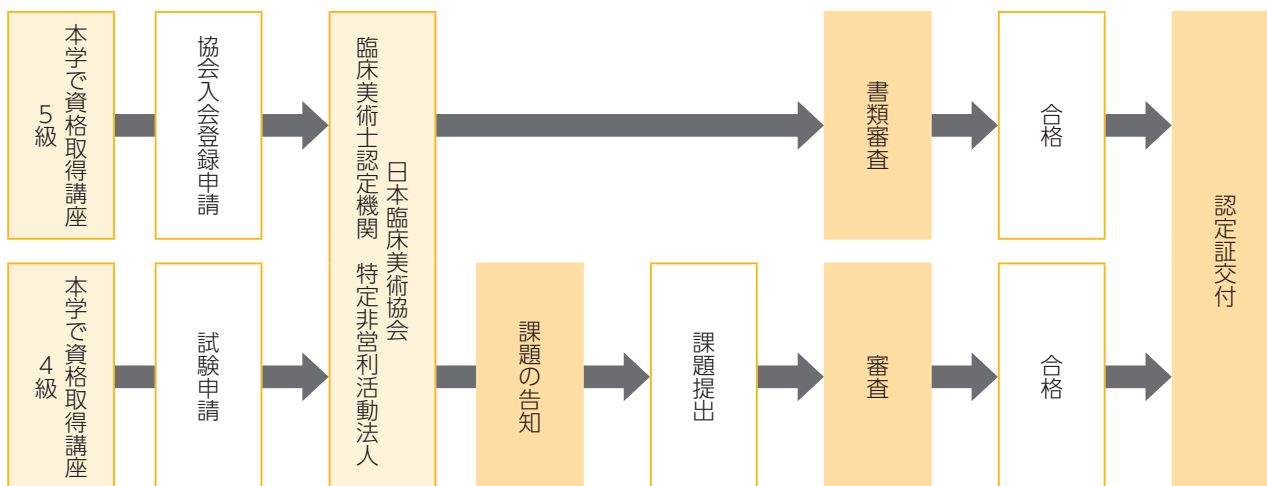 本学で資格取得講座
5級
協会入会登録申請
臨床美術士認定機関　特定非営利活動法人
日本臨床美術協会
書類審査
合格
認定証交付
本学で資格取得講座
4級
試験申請
課題の告知
課題提出
審査
合格